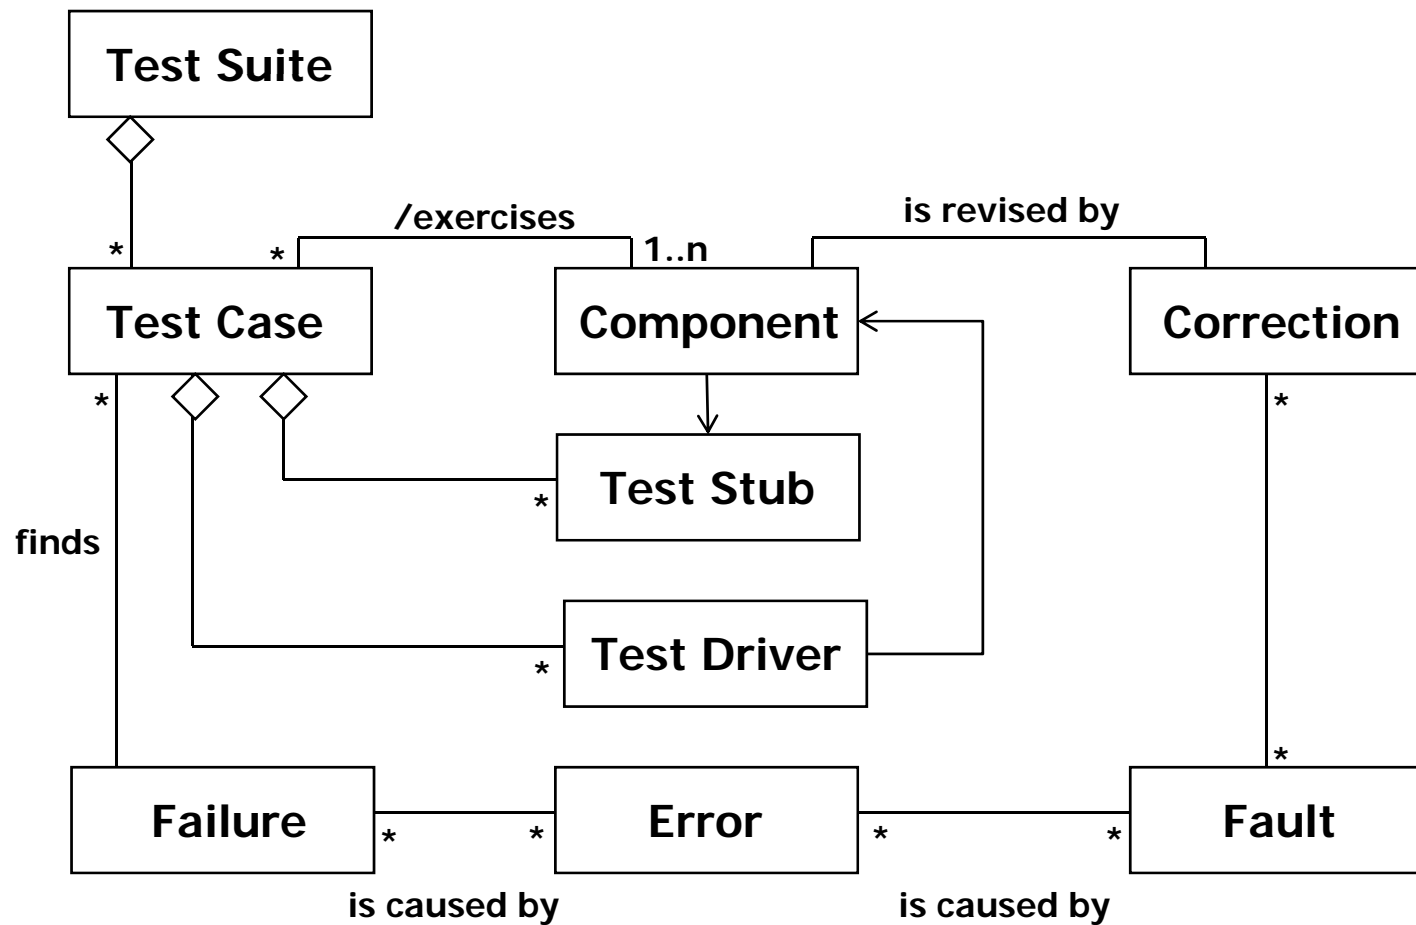 Test Suite
/exercises
is revised by
*
*
1..n
Test Case
Component
Correction
*
*
Test Stub
*
finds
Test Driver
*
*
Failure
Error
Fault
*
*
*
*
is caused by
is caused by